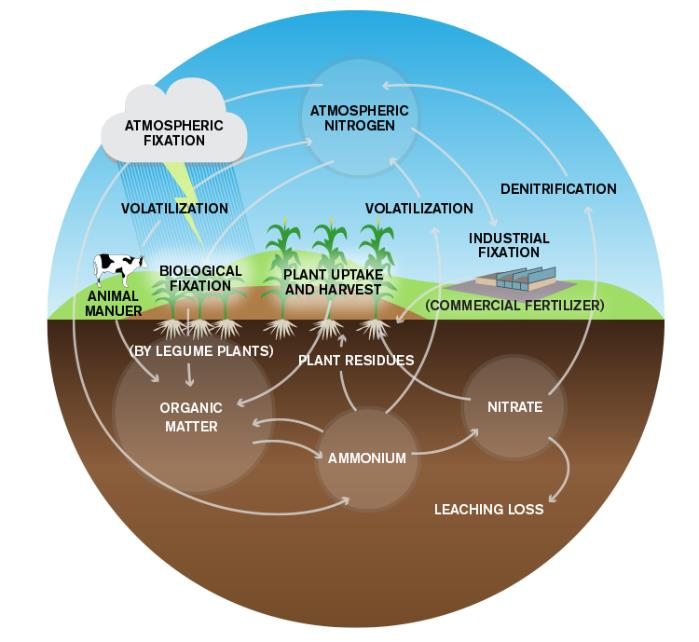 ATMOSPHERIC
NITROGEN
ATMOSPHERIC
FIXATION
DENITRIFICATION
VOLATILIZATION
VOLATILIZATION
INDUSTRIAL
FIXATION
(COMMERCIAL FERTILIZER)
BIOLOGICAL
FIXATION
PLANT UPTAKE
AND HARVEST
ANIMAL
MANUER
(BY LEGUME PLANTS)
PLANT RESIDUES
ORGANIC
MATTER
NITRATE
AMMONIUM
LEACHING LOSS